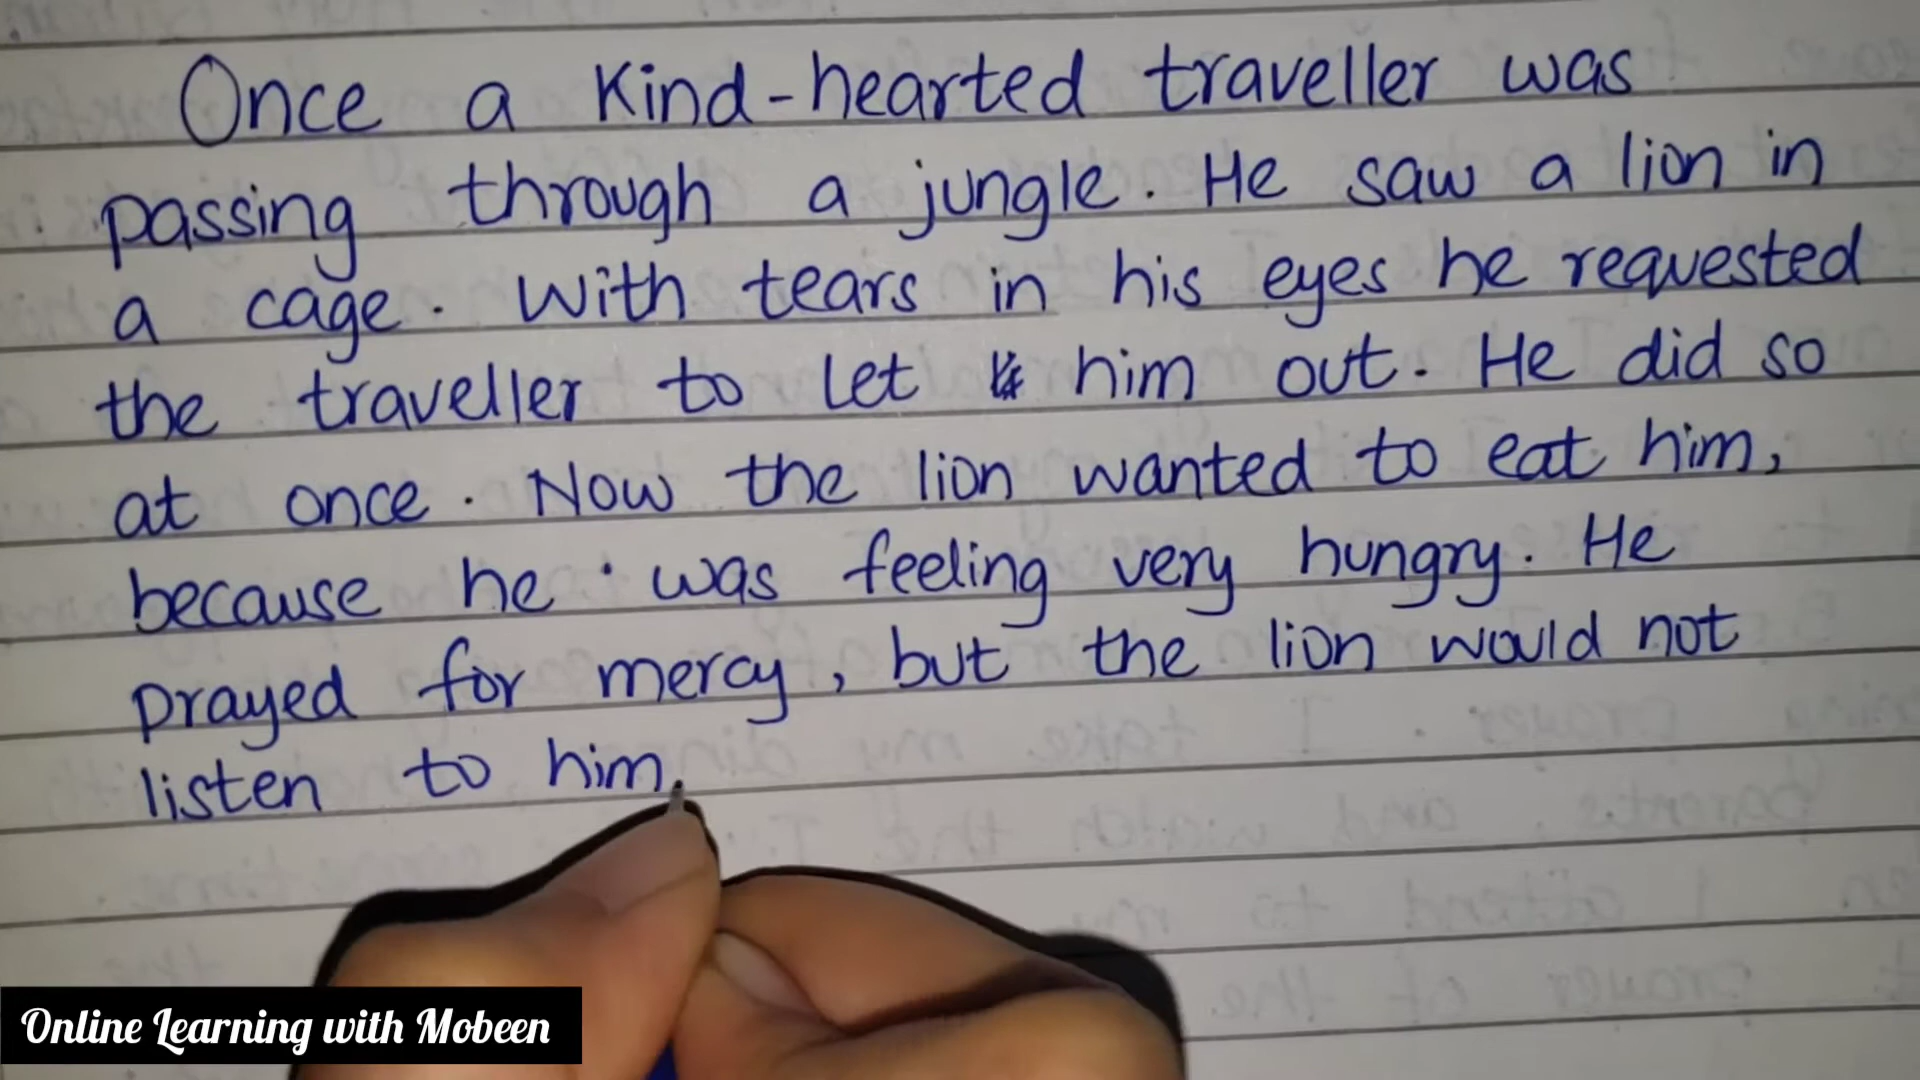 Once a kind-hearted traveller was
passing through a jungle. He saw a lion in
a cage. With tears in his eyes he requested
the traveller to let him out. He did so
at once. Now the lion wanted to eat him,
because he was feeling very hungry. He
prayed for mercy, but the lion would not
listen to him.
Online Learning with Mobeen